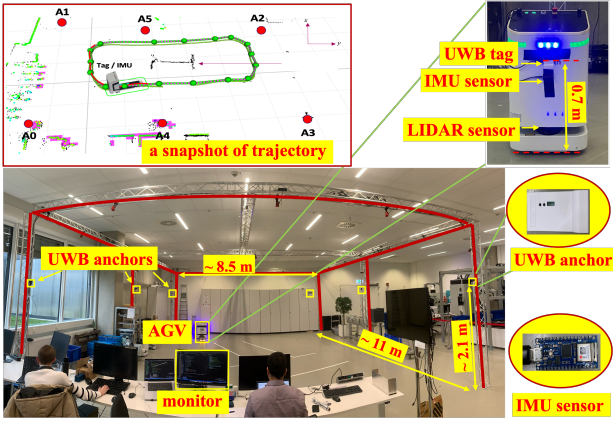 A1
A5
A2
x
y
Tag / IMU
A0
A4
A3
a snapshot of trajectory
UWB tag
IMU sensor
LIDAR sensor
0.7 m
UWB anchors
~ 8.5 m
AGV
~ 11 m
~ 2.1 m
monitor
UWB anchor
IMU sensor